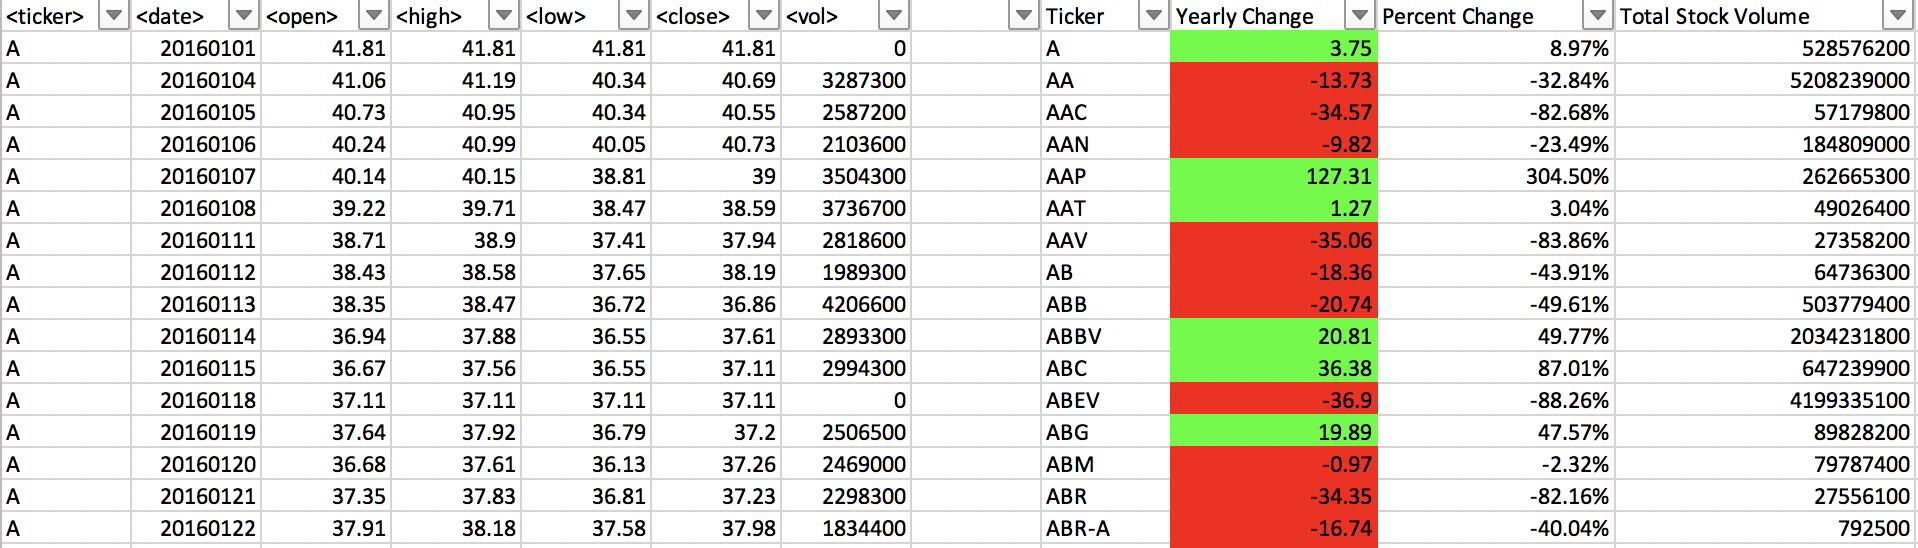 <ticker> <date> <open> <high> <low> <close> <vol> Ticker Yearly Change Percent Change Total Stock Volume
A 20160101 41.81 41.81 41.81 41.81 0 A 3.75 8.97% 528576200
A 20160104 41.06 41.19 40.34 40.69 3287300 AA -13.73 -32.84% 5208239000
A 20160105 40.73 40.95 40.34 40.55 2587200 AAC -34.57 -82.68% 57179800
A 20160106 40.24 40.99 40.05 40.73 2103600 AAN -9.82 -23.49% 184809000
A 20160107 40.14 40.15 38.81 39 3504300 AAP 127.31 304.50% 262665300
A 20160108 39.22 39.71 38.47 38.59 3736700 AAT 1.27 3.04% 49026400
A 20160111 38.71 38.9 37.41 37.94 2818600 AAV -35.06 -83.86% 27358200
A 20160112 38.43 38.58 37.65 38.19 1989300 AB -18.36 -43.91% 64736300
A 20160113 38.35 38.47 36.72 36.86 4206600 ABB -20.74 -49.61% 503779400
A 20160114 36.94 37.88 36.55 37.61 2893300 ABBV 20.81 49.77% 2034231800
A 20160115 36.67 37.56 36.55 37.11 2994300 ABC 36.38 87.01% 647239900
A 20160118 37.11 37.11 37.11 37.11 0 ABEV -36.9 -88.26% 4199335100
A 20160119 37.64 37.92 36.79 37.2 2506500 ABG 19.89 47.57% 89828200
A 20160120 36.68 37.61 36.13 37.26 2469000 ABM -0.97 -2.32% 79787400
A 20160121 37.35 37.83 36.81 37.23 2298300 ABR -34.35 -82.16% 27556100
A 20160122 37.91 38.18 37.58 37.98 1834400 ABR-A -16.74 -40.04% 792500